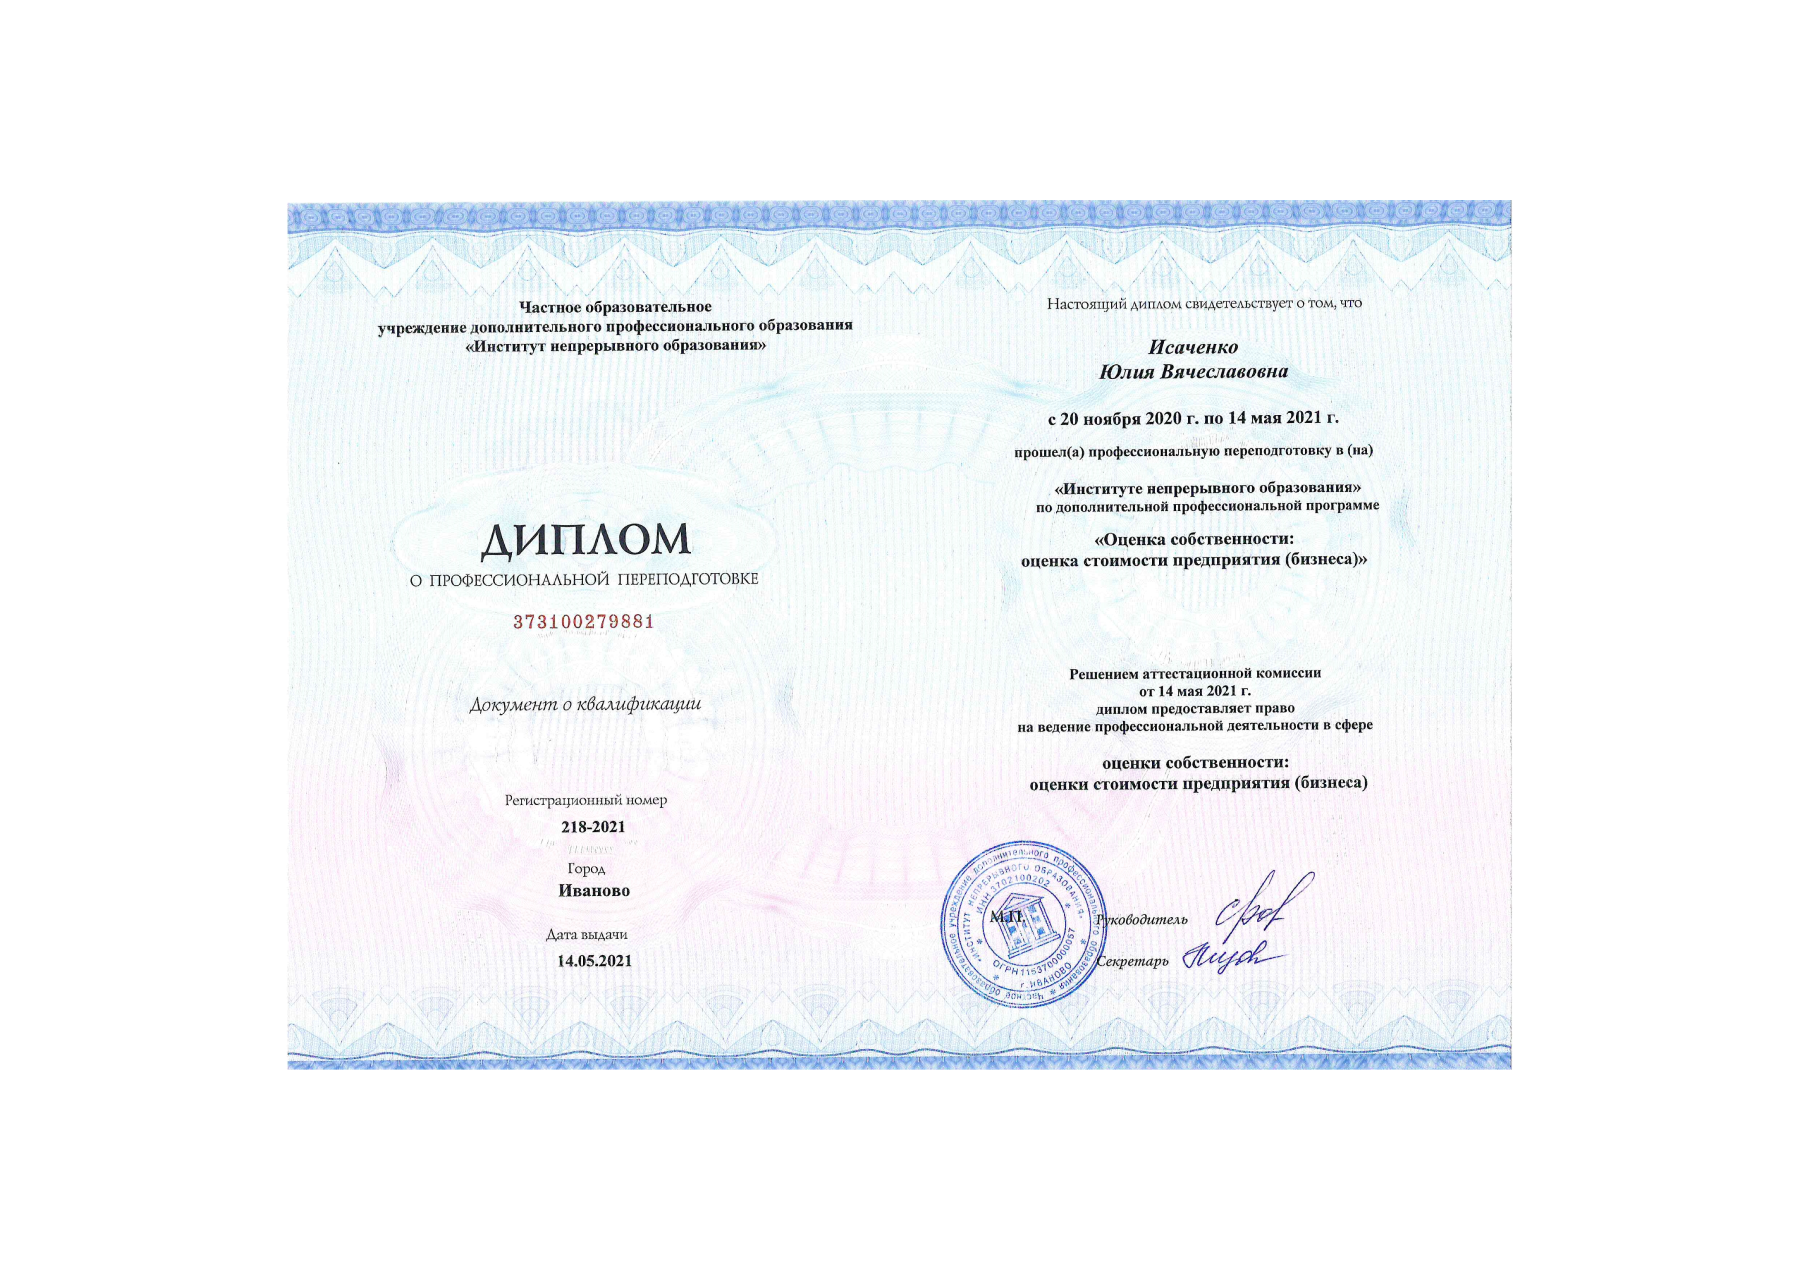 Частное образовательное
учреждение дополнительного профессионального образования
«Институт непрерывного образования»
ДИПЛОМ
О ПРОФЕССИОНАЛЬНОЙ ПЕРЕПОДГОТОВКЕ
373100279881
Документ о квалификации
Регистрационный номер
218-2021
Город
Иваново
Дата выдачи
14.05.2021
Настоящий диплом свидетельствует о том, что
Исаченко
Юлия Вячеславовна
с 20 ноября 2020 г. по 14 мая 2021 г.
прошел(а) профессиональную переподготовку в (на)
«Институте непрерывного образования»
по дополнительной профессиональной программе
«Оценка собственности:
оценка стоимости предприятия (бизнеса)»
Решением аттестационной комиссии
от 14 мая 2021 г.
диплом предоставляет право
на ведение профессиональной деятельности в сфере
оценки собственности:
оценки стоимости предприятия (бизнеса)
М.П.
Руководитель
Секретарь
Частное образовательное учреждение дополнительного профессионального образования
«ИНСТИТУТ НЕПРЕРЫВНОГО ОБРАЗОВАНИЯ»
г. ИВАНОВО
ИНН 3702100202
ОГРН 1153700000057